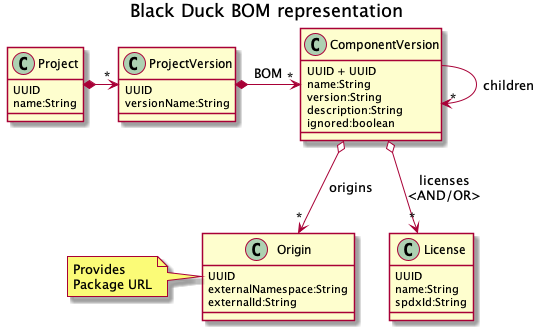 Black Duck BOM representation
C Project
UUID
name:String
*
C ProjectVersion
UUID
versionName:String
BOM
*
C ComponentVersion
UUID + UUID
name:String
version:String
description:String
ignored:boolean
children
*
origins
*
licenses
<AND/OR>
*
Provides
Package URL
C Origin
UUID
externalNamespace:String
externalId:String
C License
UUID
name:String
spdxId:String